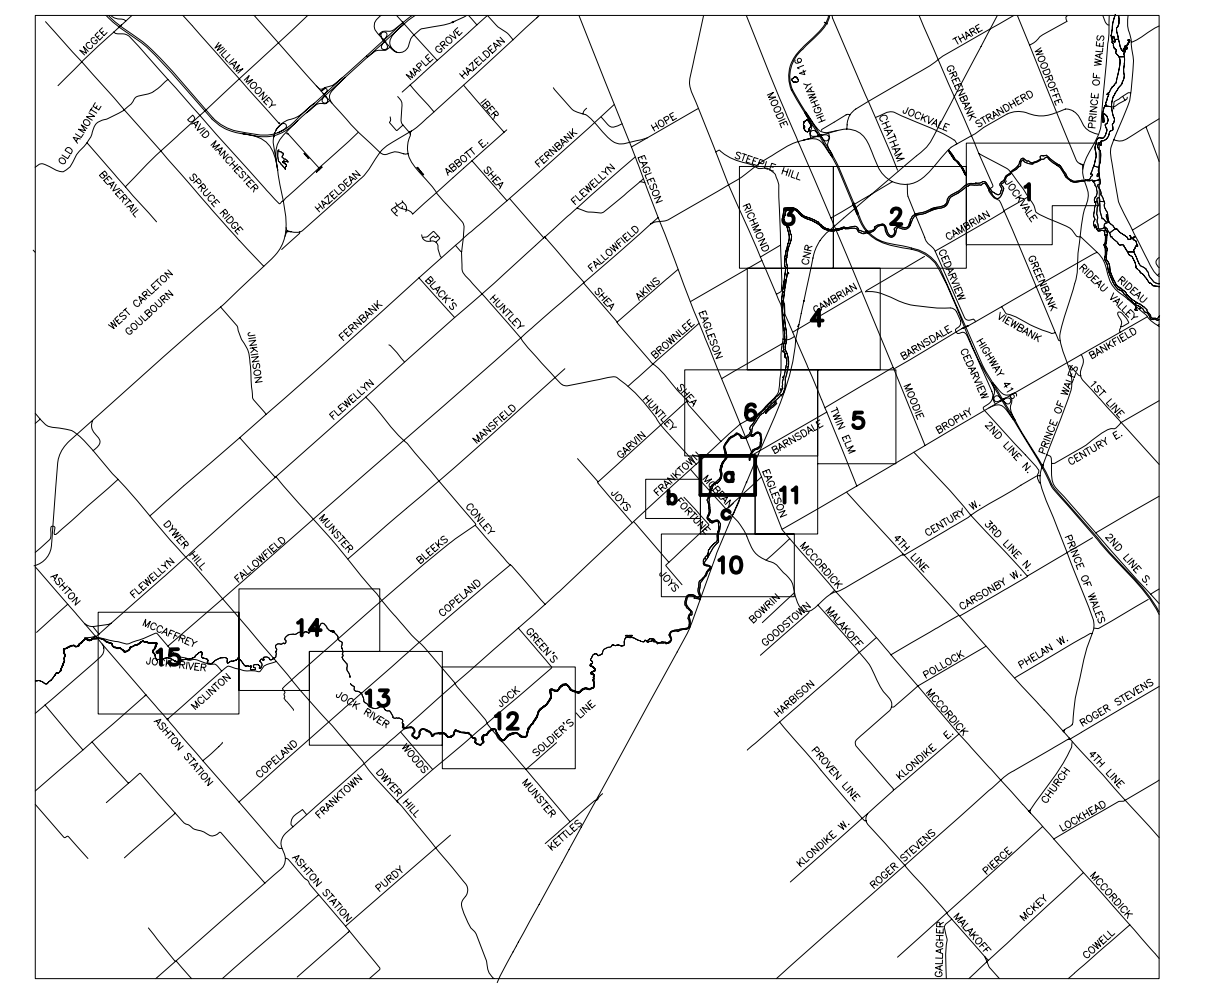 MCGEE
WILLIAM MOONEY
MAPLE GROVE
HAZELDEAN
OLD ALMONTE
DAVID MANCHESTER
BEAVERTAIL
SPRUCE RIDGE
HAZELDEAN
IBER
ABBOTT E.
SHEA
FERNBANK
FLEWELLYN
FALLOWFIELD
HOPE
EAGLESON
MOODIE
HIGHWAY 416
THARE
GREENBANK
WOODROFFE
PRINCE OF WALES
STRANDHERD
JOCKVALE
CHATHAM
STEEPLE HILL
1
JOCKVALE
2
3
RICHMOND
CNR
CAMBRIAN
CEDARVIEW
GREENBANK
RIDEAU VALLEY
RIDEAU
WEST CARLETON
GOULBOURN
BLACK'S
HUNTLEY
SHEA
AKINS
FERNBANK
JINKINSON
BROWNLEE
EAGLESON
CAMBRIAN
4
BARNSDALE
VIEWBANK
BANKFIELD
HIGHWAY 416
CEDARVIEW
PRINCE OF WALES
1ST LINE
FLEWELLYN
MANSFIELD
SHEA
HUNTLEY
GARVIN
6
BARNSDALE
TWIN ELM
5
MOODIE
BROPHY
2ND LINE N.
CENTURY E.
FRANKTOWN
a
b
c
FORTUNE
EAGLESON
11
JOYS
CONLEY
MUNSTER
DYWER HILL
FALLOWFIELD
FLEWELLYN
BLEEKS
COPELAND
ASHTON
10
JOYS
MCCORDICK
4TH LINE
CENTURY W.
3RD LINE N.
CARSONBY W.
PRINCE OF WALES
2ND LINE S.
BOWRIN
GOODSTOWN
MALAKOFF
POLLOCK
PHELAN W.
MCCAFFREY
15
JOCK RIVER
MCLINTON
14
13
JOCK RIVER
GREEN'S
JOCK
12
SOLDIER'S LINE
HARBISON
MCCORDICK
ROGER STEVENS
ASHTON STATION
COPELAND
WOODS
DWYER HILL
FRANKTOWN
MUNSTER
KETTLES
PROVEN LINE
KLONDIKE E.
4TH LINE
CHURCH
LOCKHEAD
KLONDIKE W.
ROGER STEVENS
PIERCE
ASHTON STATION
PURDY
MCCORDICK
MCKEY
MALAKOFF
GALLAGHER
COWELL